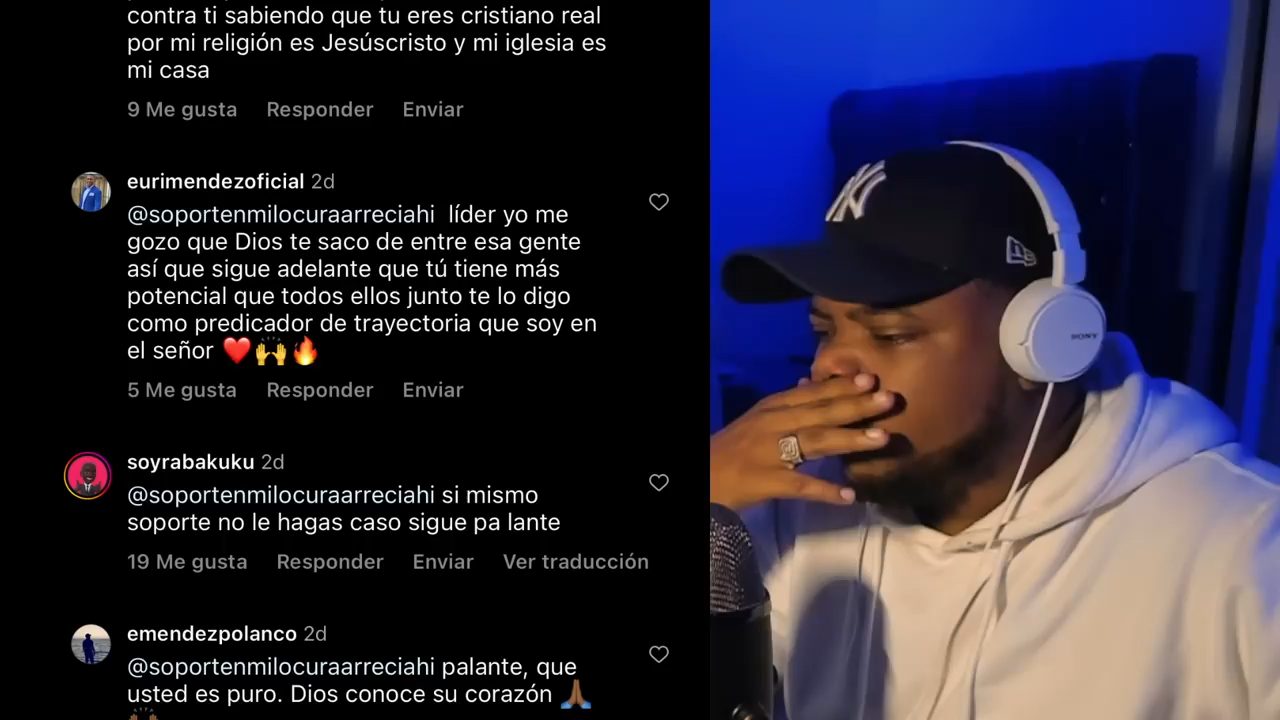 contra ti sabiendo que tu eres cristiano real
por mi religión es Jesúscristo y mi iglesia es
mi casa
9 Me gusta Responder Enviar
eurimendezoficial 2d
@soportenmilocuraarreciahi líder yo me
gozo que Dios te saco de entre esa gente
así que sigue adelante que tú tiene más
potencial que todos ellos junto te lo digo
como predicador de trayectoria que soy en
el señor ❤️🙌🔥
5 Me gusta Responder Enviar
soyrabakuku 2d
@soportenmilocuraarreciahi si mismo
soporte no le hagas caso sigue pa lante
19 Me gusta Responder Enviar Ver traducción
emendezpolanco 2d
@soportenmilocuraarreciahi palante, que
usted es puro. Dios conoce su corazón 🙏🏾
NY
SONY